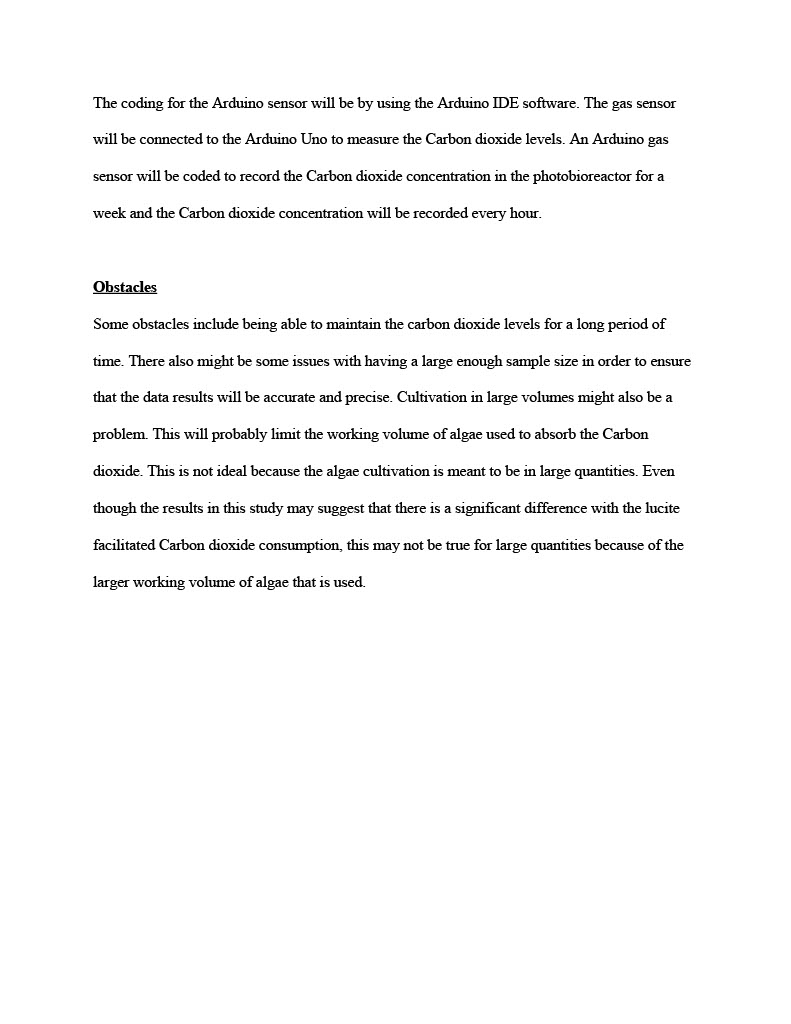 The coding for the Arduino sensor will be by using the Arduino IDE software. The gas sensor
will be connected to the Arduino Uno to measure the Carbon dioxide levels. An Arduino gas
sensor will be coded to record the Carbon dioxide concentration in the photobioreactor for a
week and the Carbon dioxide concentration will be recorded every hour.
Obstacles
Some obstacles include being able to maintain the carbon dioxide levels for a long period of
time. There also might be some issues with having a large enough sample size in order to ensure
that the data results will be accurate and precise. Cultivation in large volumes might also be a
problem. This will probably limit the working volume of algae used to absorb the Carbon
dioxide. This is not ideal because the algae cultivation is meant to be in large quantities. Even
though the results in this study may suggest that there is a significant difference with the lucite
facilitated Carbon dioxide consumption, this may not be true for large quantities because of the
larger working volume of algae that is used.